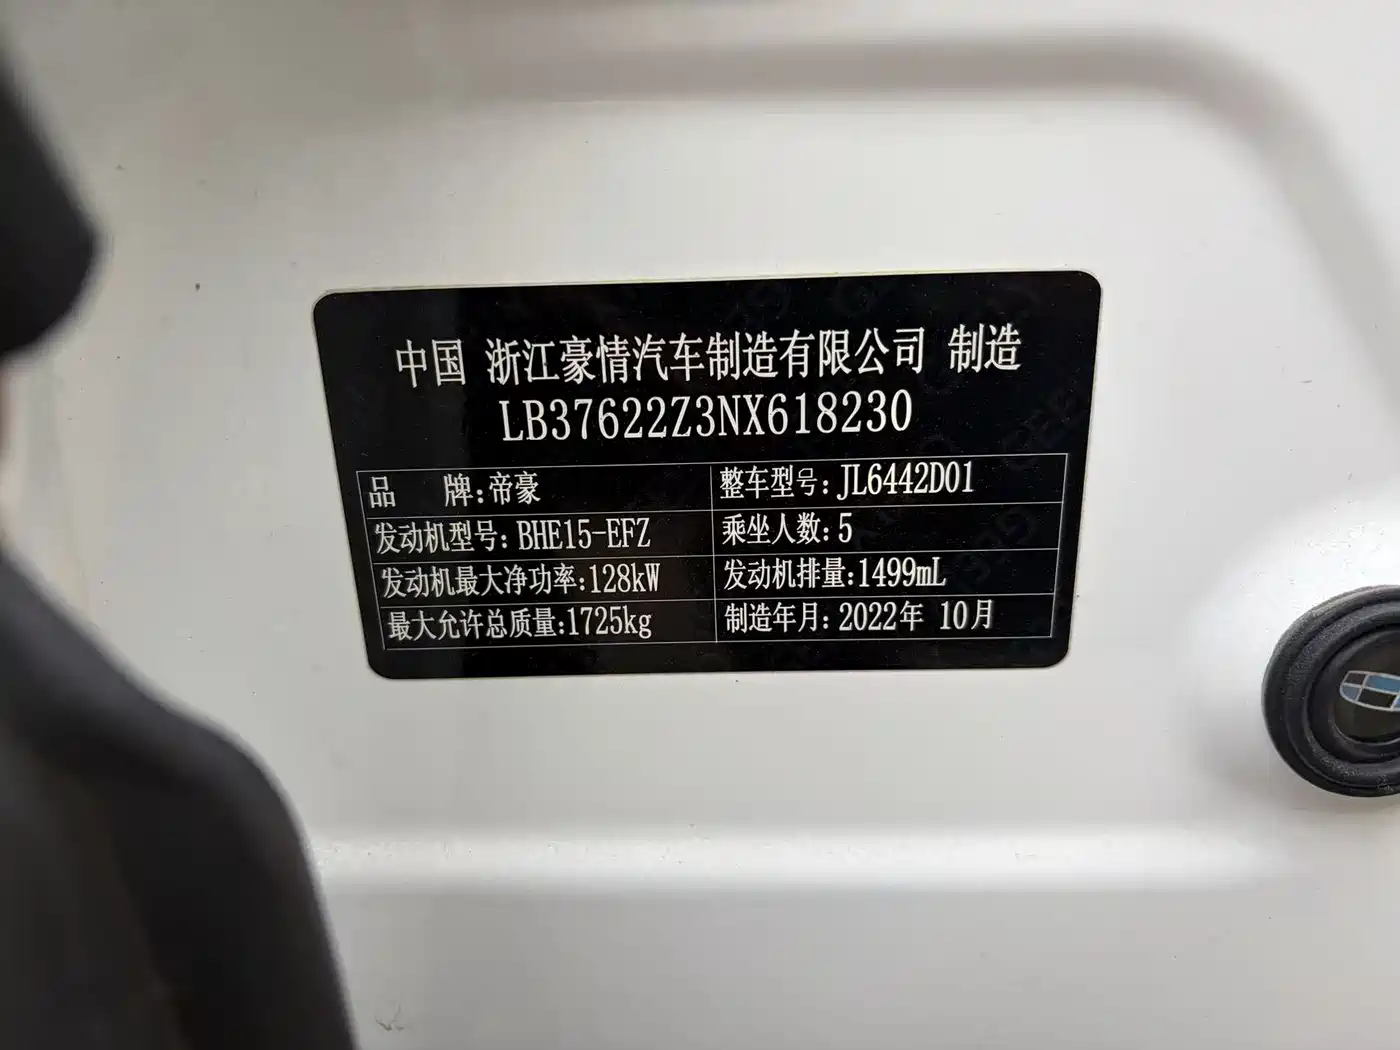 中国 浙江豪情汽车制造有限公司 制造
LB37622Z3NX618230
品 牌:帝豪 整车型号:JL6442D01
发动机型号:BHE15-EFZ 乘坐人数:5
发动机最大净功率:128kW 发动机排量:1499mL
最大允许总质量:1725kg 制造年月:2022年 10月